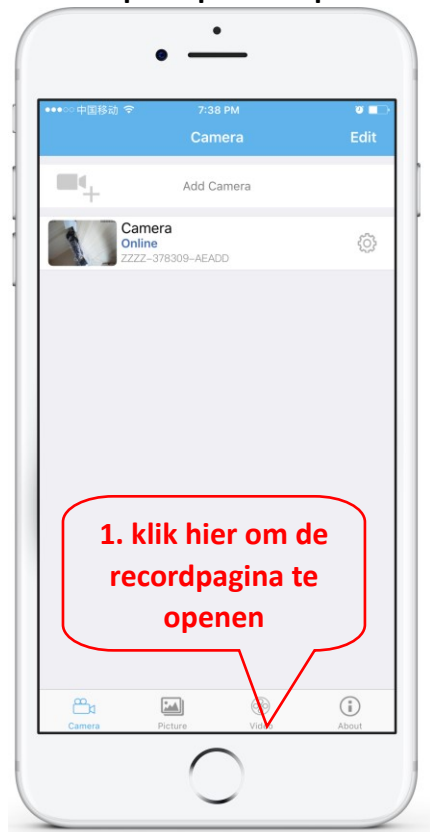 中国移动 7:38 PM
Camera Edit
Add Camera
Camera
Online
ZZZZ-378309-AEADD
1. klik hier om de
recordpagina te
openen
Camera Picture Video About